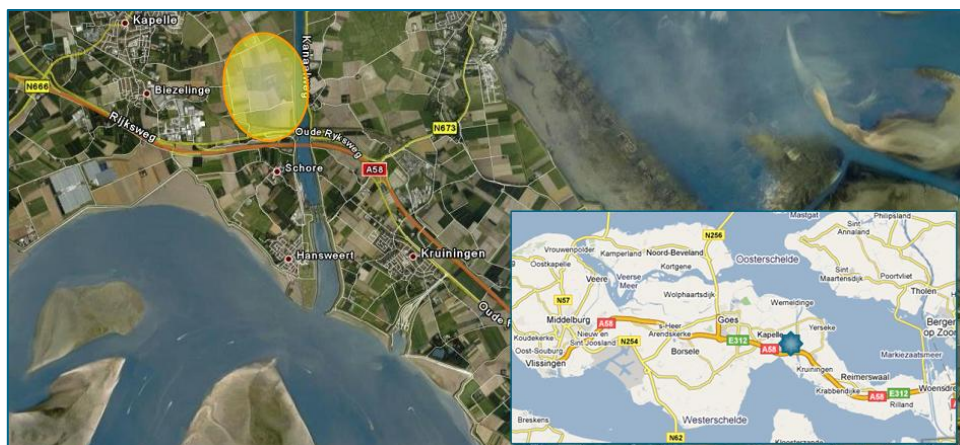 Kapelle
N666
Biezelinge
Kanaalweg
Rijksweg
Oude Ryksweg
N673
A58
Schore
Hansweert
Kruiningen
Oude R
Mastgat
Philipsland
N256
Sint
Annaland
Vrouwenpolder
Kamperland
Noord-Beveland
Oosterschelde
Oostkapelle
Kortgene
Veerse
Meer
Sint
Maartensdijk
Poortvliet
Veere
N57
Wolphaartsdijk
Wemeldinge
Tholen
Middelburg
A58
Goes
Yerseke
Bergen
op Zoom
Koudekerke
Nieuw en
Sint Joosland
's-Heer
Arendskerke
Kapelle
E312
A58
Oost-Souburg
N254
Borsele
Markiezaatsmeer
Vlissingen
Kruiningen
Reimerswaal
Woensdre
Krabbendijke
A58
E312
Rilland
Westerschelde
Breskens
N62